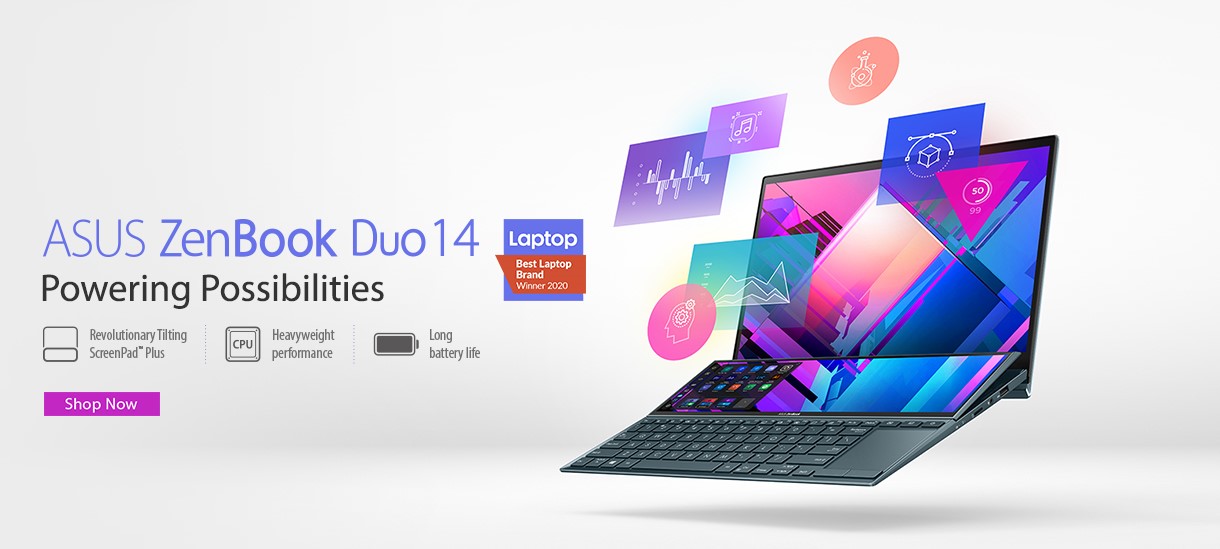 ASUS ZenBook Duo 14
Powering Possibilities
Laptop
Best Laptop
Brand
Winner 2020
Revolutionary Tilting
ScreenPad™ Plus
CPU
Heavyweight
performance
Long
battery life
Shop Now
50
99